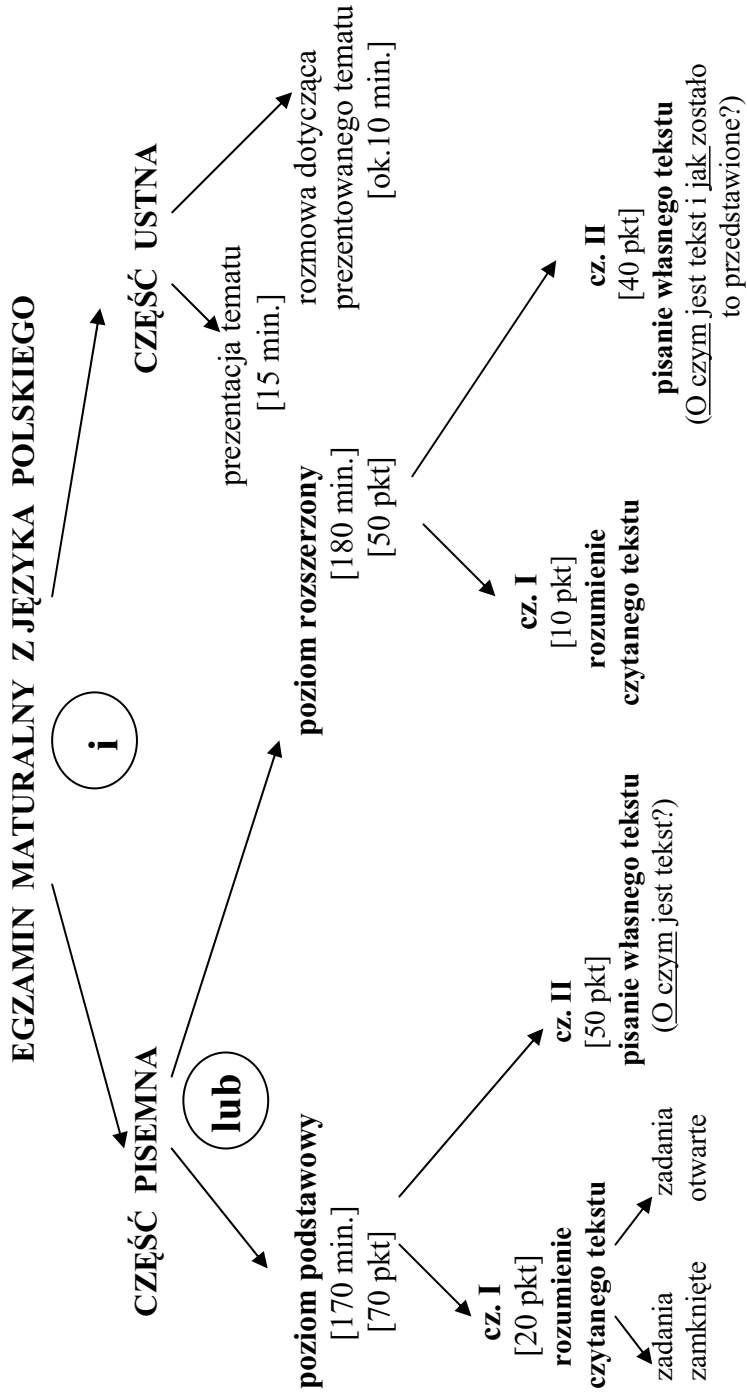 EGZAMIN MATURALNY Z JĘZYKA POLSKIEGO
i
CZĘŚĆ PISEMNA
lub
poziom podstawowy
[170 min.]
[70 pkt]
cz. I
[20 pkt]
rozumienie
czytanego tekstu
zadania
zamknięte
zadania
otwarte
cz. II
[50 pkt]
pisanie własnego tekstu
(O czym jest tekst?)
poziom rozszerzony
[180 min.]
[50 pkt]
cz. I
[10 pkt]
rozumienie
czytanego tekstu
cz. II
[40 pkt]
pisanie własnego tekstu
(O czym jest tekst i jak zostało
to przedstawione?)
CZĘŚĆ USTNA
prezentacja tematu
[15 min.]
rozmowa dotycząca
prezentowanego tematu
[ok.10 min.]